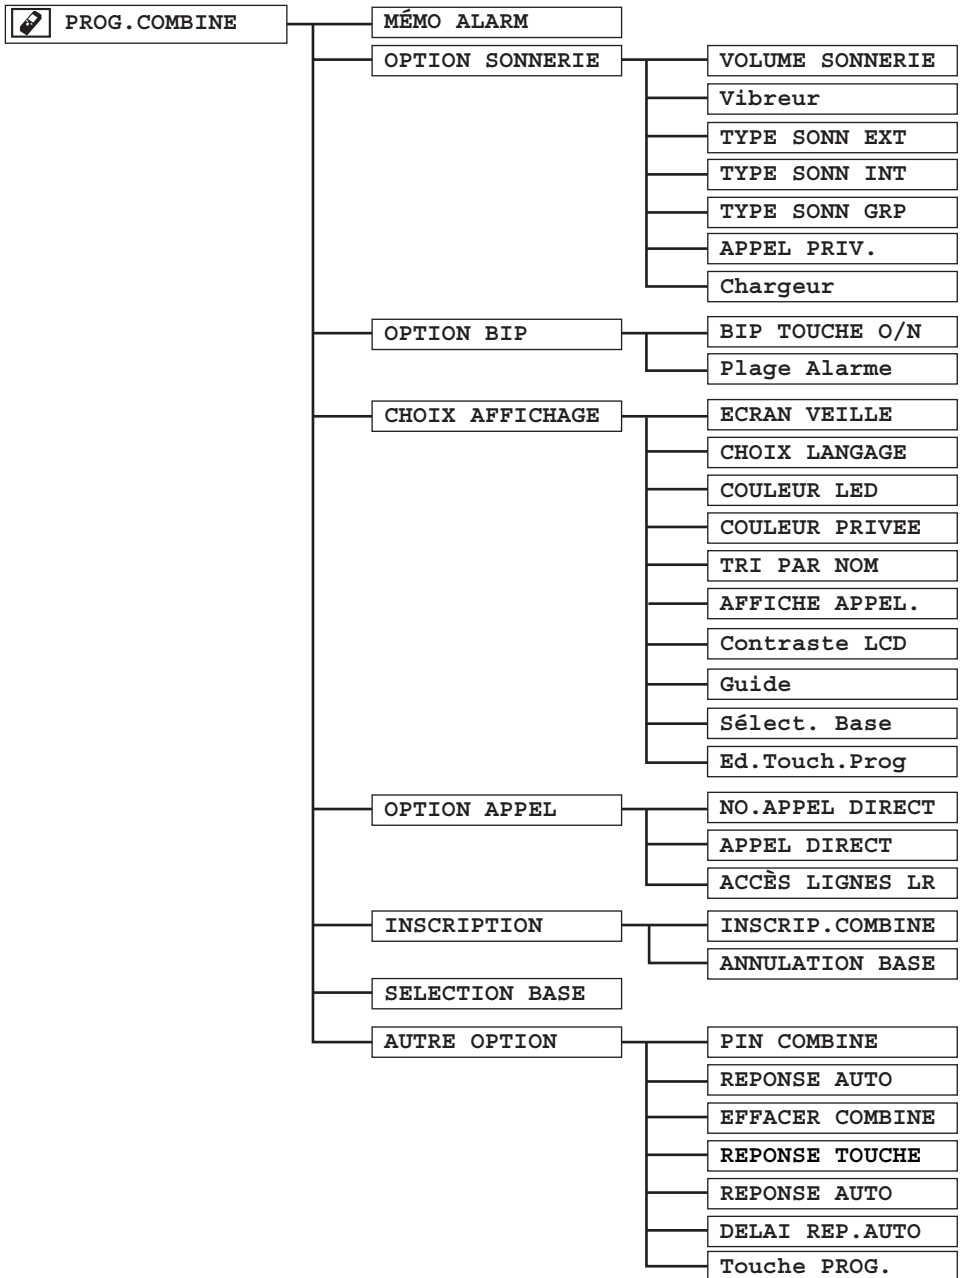 PROG.COMBINE
MÉMO ALARM
OPTION SONNERIE
VOLUME SONNERIE
Vibreur
TYPE SONN EXT
TYPE SONN INT
TYPE SONN GRP
APPEL PRIV.
Chargeur
OPTION BIP
BIP TOUCHE O/N
Plage Alarme
CHOIX AFFICHAGE
ECRAN VEILLE
CHOIX LANGAGE
COULEUR LED
COULEUR PRIVEE
TRI PAR NOM
AFFICHE APPEL.
Contraste LCD
Guide
Sélect. Base
Ed.Touch.Prog
OPTION APPEL
NO.APPEL DIRECT
APPEL DIRECT
ACCÈS LIGNES LR
INSCRIPTION
INSCRIP.COMBINE
ANNULATION BASE
SELECTION BASE
AUTRE OPTION
PIN COMBINE
REPONSE AUTO
EFFACER COMBINE
REPONSE TOUCHE
REPONSE AUTO
DELAI REP.AUTO
Touche PROG.